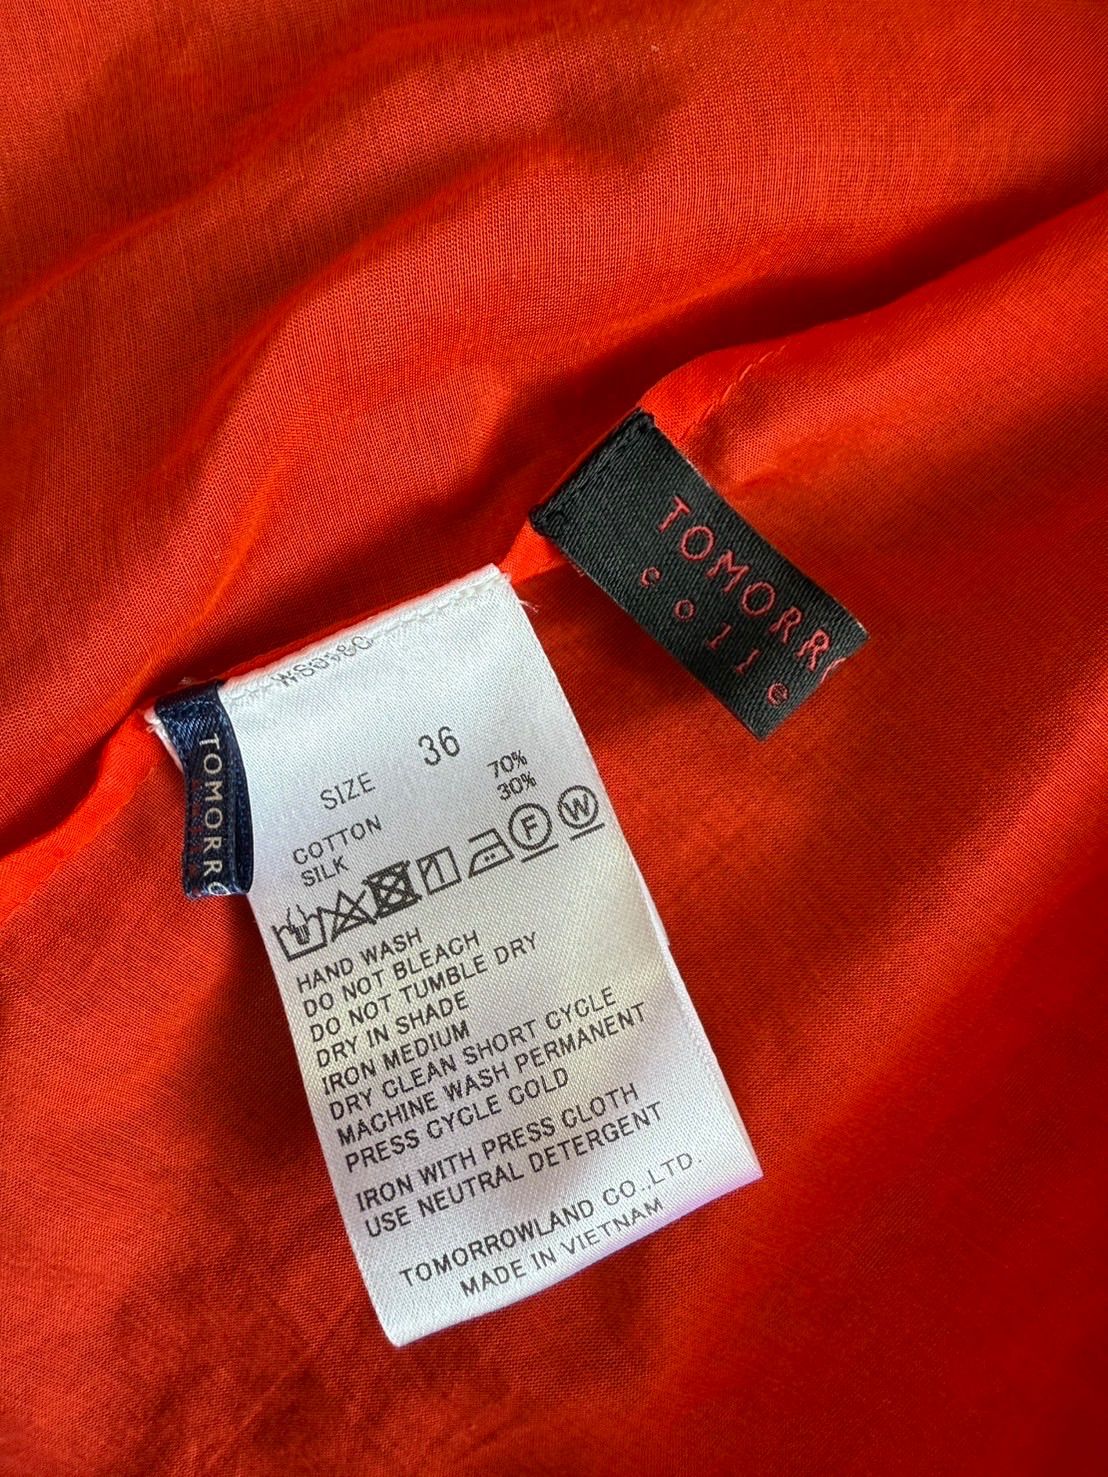 TOMORR
colle
TOMORR
SIZE 36
COTTON 70%
SILK 30%
F W
HAND WASH
DO NOT BLEACH
DO NOT TUMBLE DRY
DRY IN SHADE
IRON MEDIUM
DRY CLEAN SHORT CYCLE
MACHINE WASH PERMANENT
PRESS CYCLE COLD
IRON WITH PRESS CLOTH
USE NEUTRAL DETERGENT
TOMORROWLAND CO.,LTD.
MADE IN VIETNAM